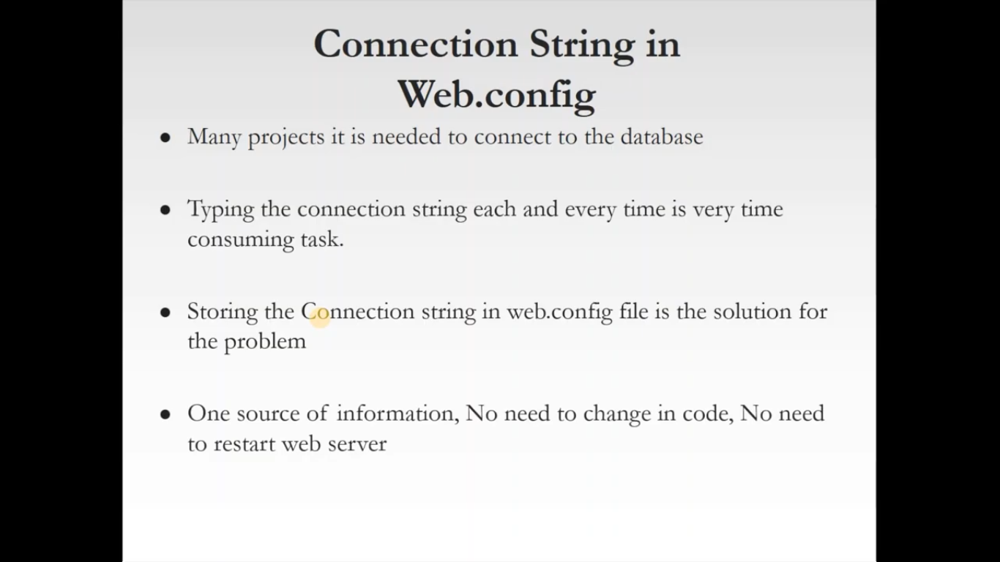 Connection String in
Web.config
● Many projects it is needed to connect to the database
● Typing the connection string each and every time is very time
consuming task.
● Storing the Connection string in web.config file is the solution for
the problem
● One source of information, No need to change in code, No need
to restart web server